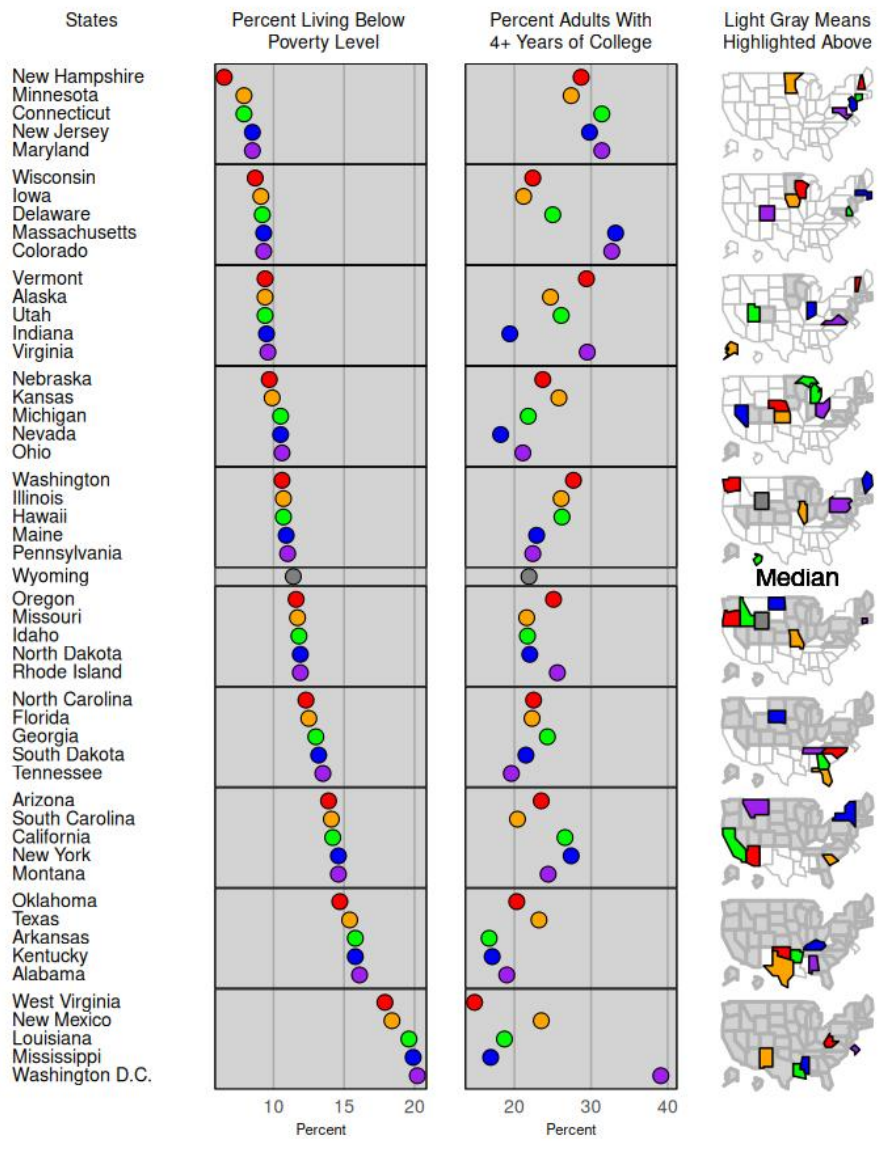 States
Percent Living Below
Poverty Level
Percent Adults With
4+ Years of College
Light Gray Means
Highlighted Above
New Hampshire
Minnesota
Connecticut
New Jersey
Maryland
Wisconsin
Iowa
Delaware
Massachusetts
Colorado
Vermont
Alaska
Utah
Indiana
Virginia
Nebraska
Kansas
Michigan
Nevada
Ohio
Washington
Illinois
Hawaii
Maine
Pennsylvania
Wyoming
Median
Oregon
Missouri
Idaho
North Dakota
Rhode Island
North Carolina
Florida
Georgia
South Dakota
Tennessee
Arizona
South Carolina
California
New York
Montana
Oklahoma
Texas
Arkansas
Kentucky
Alabama
West Virginia
New Mexico
Louisiana
Mississippi
Washington D.C.
10 15 20
Percent
20 30 40
Percent